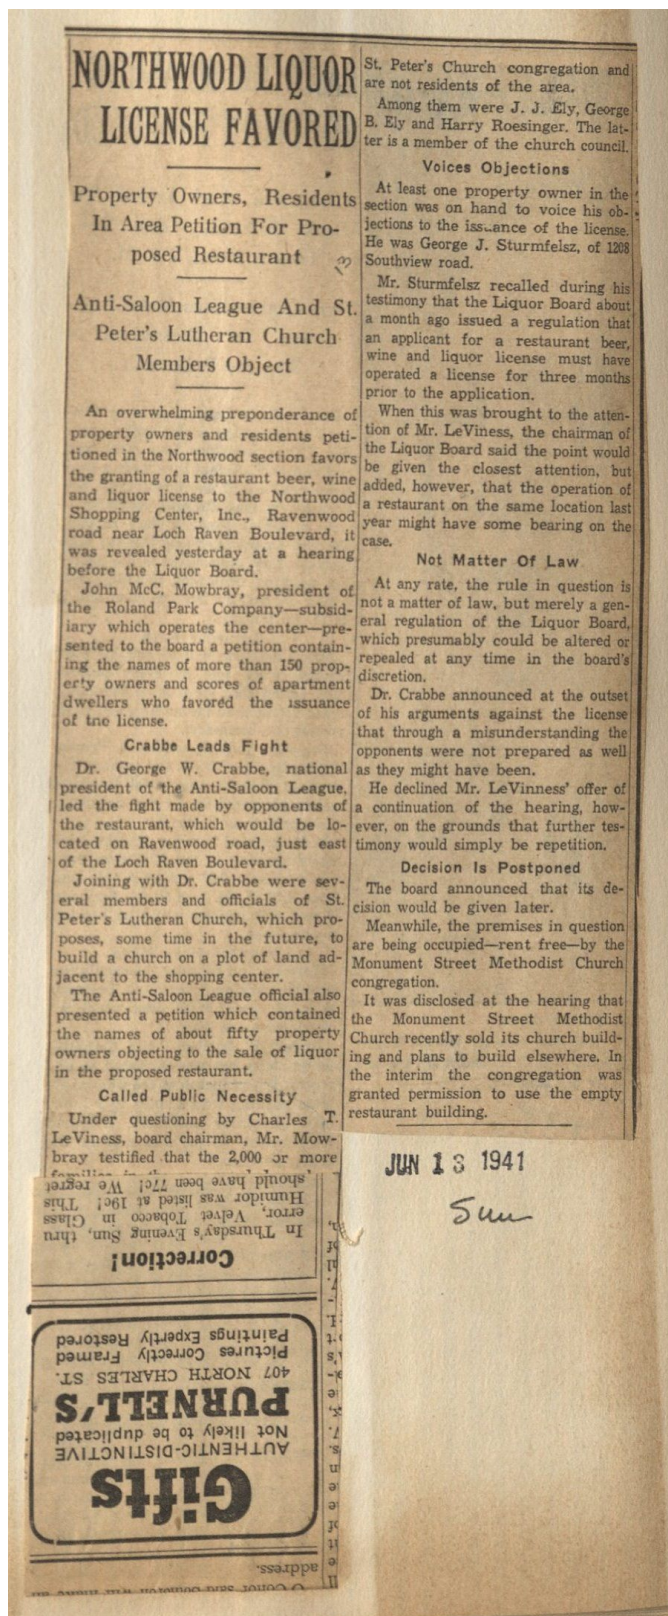 NORTHWOOD LIQUOR
LICENSE FAVORED
Property Owners, Residents
In Area Petition For Pro-
posed Restaurant
Anti-Saloon League And St.
Peter's Lutheran Church
Members Object
An overwhelming preponderance of
property owners and residents peti-
tioned in the Northwood section favors
the granting of a restaurant beer, wine
and liquor license to the Northwood
Shopping Center, Inc., Ravenwood
road near Loch Raven Boulevard, it
was revealed yesterday at a hearing
before the Liquor Board.
John McC. Mowbray, president of
the Roland Park Company—subsid-
iary which operates the center—pre-
sented to the board a petition contain-
ing the names of more than 150 prop-
erty owners and scores of apartment
dwellers who favored the issuance
of tne license.
Crabbe Leads Fight
Dr. George W. Crabbe, national
president of the Anti-Saloon League,
led the fight made by opponents of
the restaurant, which would be lo-
cated on Ravenwood road, just east
of the Loch Raven Boulevard.
Joining with Dr. Crabbe were sev-
eral members and officials of St.
Peter's Lutheran Church, which pro-
poses, some time in the future, to
build a church on a plot of land ad-
jacent to the shopping center.
The Anti-Saloon League official also
presented a petition which contained
the names of about fifty property
owners objecting to the sale of liquor
in the proposed restaurant.
Called Public Necessity
Under questioning by Charles T.
LeViness, board chairman, Mr. Mow-
bray testified that the 2,000 or more
St. Peter's Church congregation and
are not residents of the area.
Among them were J. J. Ely, George
B. Ely and Harry Roesinger. The lat-
ter is a member of the church council.
Voices Objections
At least one property owner in the
section was on hand to voice his ob-
jections to the issuance of the license.
He was George J. Sturmfelsz, of 1208
Southview road.
Mr. Sturmfelsz recalled during his
testimony that the Liquor Board about
a month ago issued a regulation that
an applicant for a restaurant beer,
wine and liquor license must have
operated a license for three months
prior to the application.
When this was brought to the atten-
tion of Mr. LeViness, the chairman of
the Liquor Board said the point would
be given the closest attention, but
added, however, that the operation of
a restaurant on the same location last
year might have some bearing on the
case.
Not Matter Of Law
At any rate, the rule in question is
not a matter of law, but merely a gen-
eral regulation of the Liquor Board,
which presumably could be altered or
repealed at any time in the board's
discretion.
Dr. Crabbe announced at the outset
of his arguments against the license
that through a misunderstanding the
opponents were not prepared as well
as they might have been.
He declined Mr. LeVinness' offer of
a continuation of the hearing, how-
ever, on the grounds that further tes-
timony would simply be repetition.
Decision Is Postponed
The board announced that its de-
cision would be given later.
Meanwhile, the premises in question
are being occupied—rent free—by the
Monument Street Methodist Church
congregation.
It was disclosed at the hearing that
the Monument Street Methodist
Church recently sold its church build-
ing and plans to build elsewhere. In
the interim the congregation was
granted permission to use the empty
restaurant building.
JUN 13 1941
Sun
address.
Gifts
AUTHENTIC-DISTINCTIVE
Not likely to be duplicated
PURNELL'S
407 NORTH CHARLES ST.
Pictures Correctly Framed
Paintings Expertly Restored
Correction!
In Thursday's Evening Sun, thru
error, Velvet Tobacco in Glass
Humidor was listed at 19c! This
should have been 77c! We regret